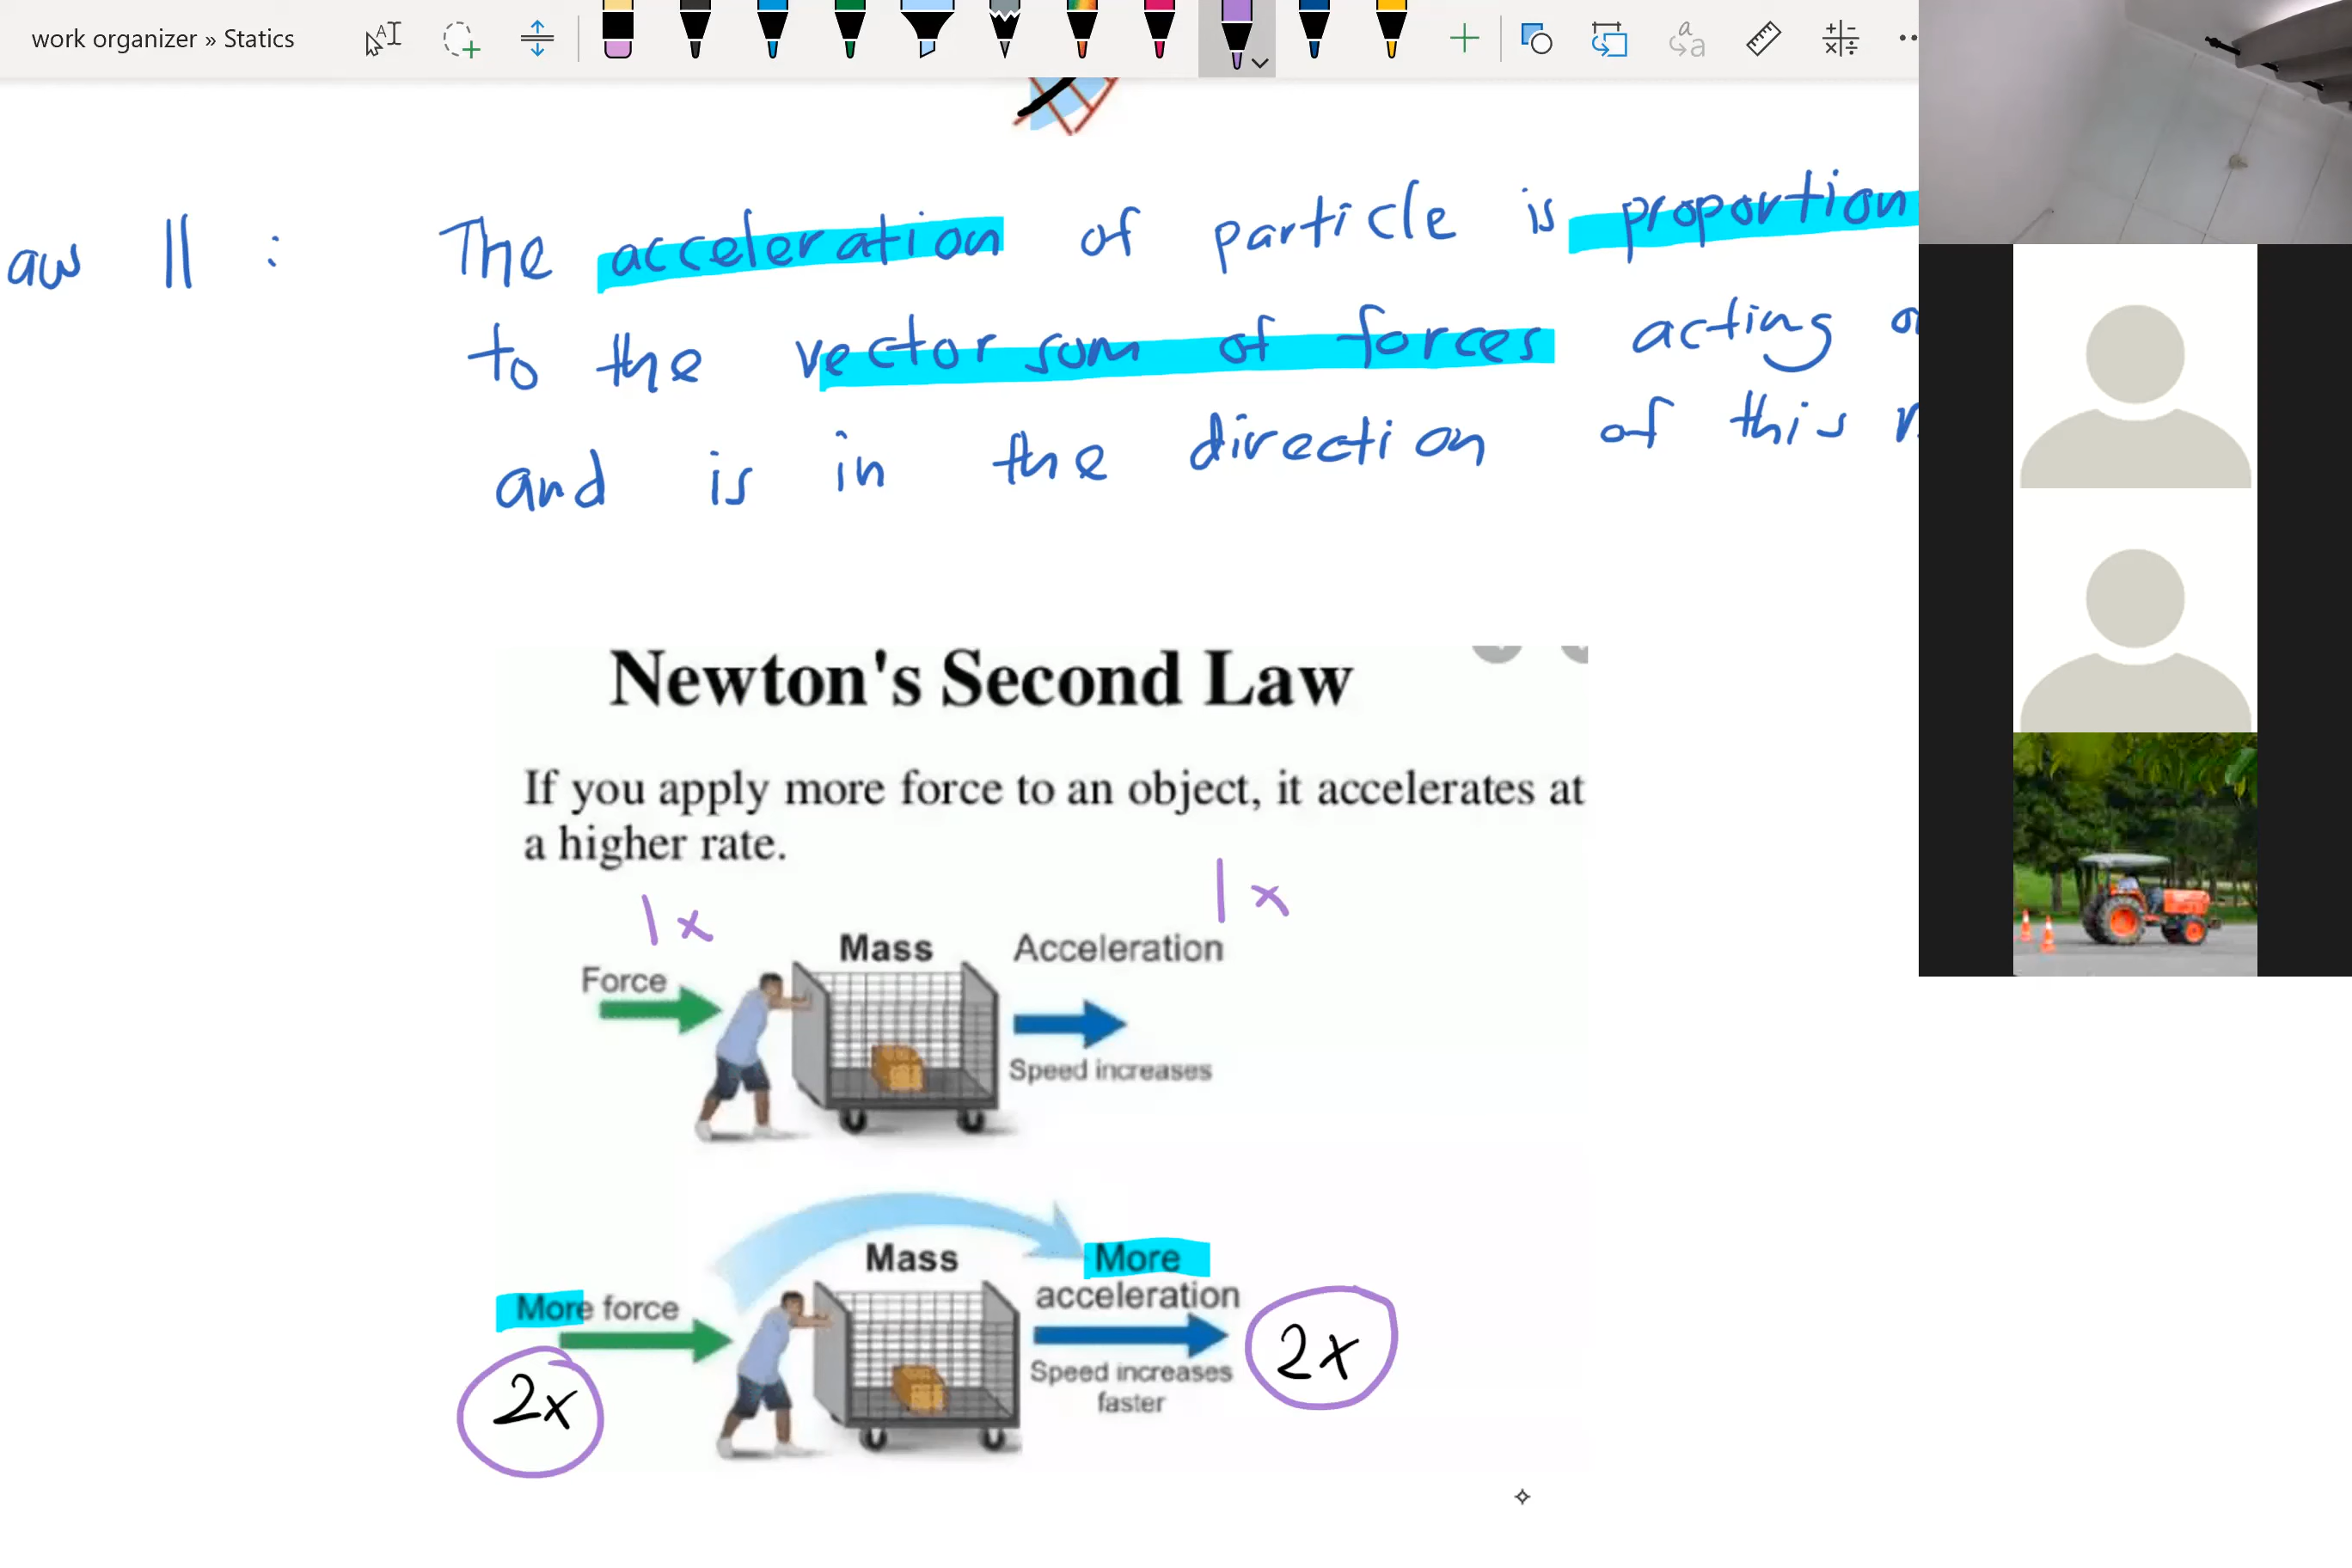 work organizer » Statics
aws II : The acceleration of particle is proportion
to the vector sum of forces acting o
and is in the direction of this r
Newton's Second Law
If you apply more force to an object, it accelerates at
a higher rate.
1x
1x
Force
Mass
Acceleration
Speed increases
Mass
More
acceleration
More force
Speed increases
faster
2x
2x